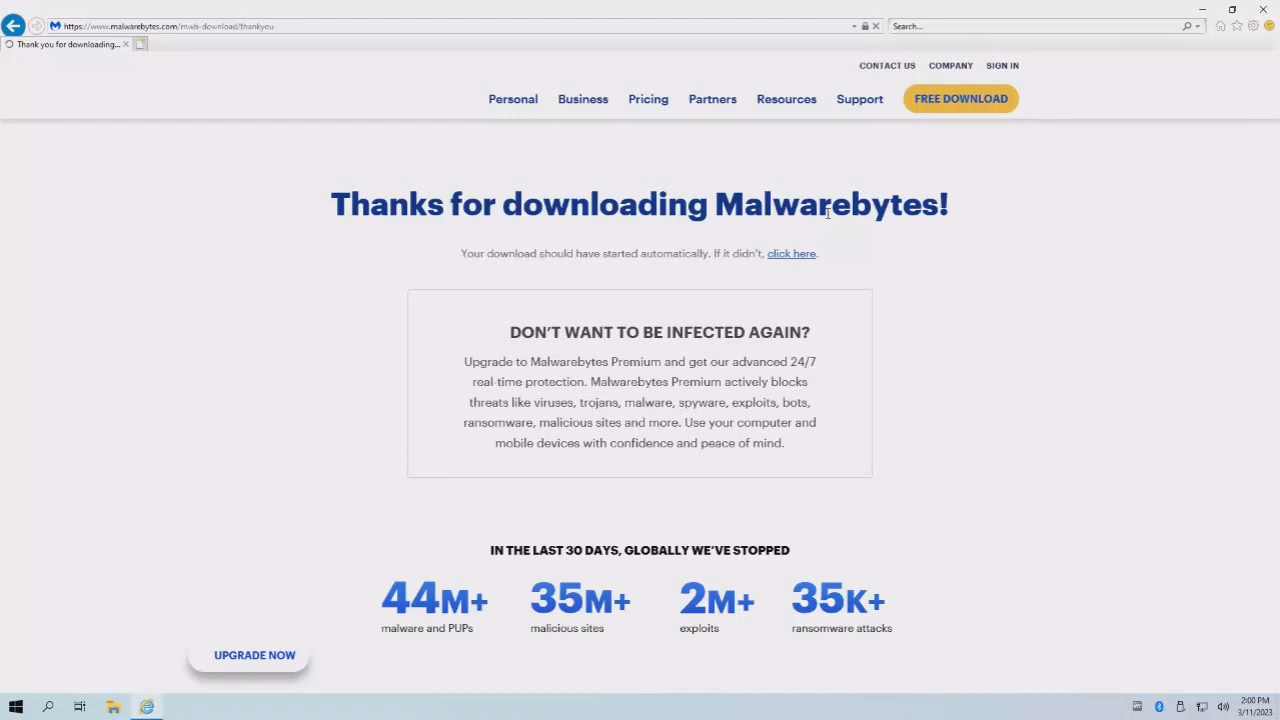 https://www.malwarebytes.com/mwb-download/thankyou
Search...
Thank you for downloading...
CONTACT US COMPANY SIGN IN
Personal Business Pricing Partners Resources Support FREE DOWNLOAD
Thanks for downloading Malwarebytes!
Your download should have started automatically. If it didn't, click here.
DON'T WANT TO BE INFECTED AGAIN?
Upgrade to Malwarebytes Premium and get our advanced 24/7
real-time protection. Malwarebytes Premium actively blocks
threats like viruses, trojans, malware, spyware, exploits, bots,
ransomware, malicious sites and more. Use your computer and
mobile devices with confidence and peace of mind.
IN THE LAST 30 DAYS, GLOBALLY WE'VE STOPPED
44M+ 35M+ 2M+ 35K+
malware and PUPs malicious sites exploits ransomware attacks
UPGRADE NOW
2:00 PM
3/11/2023